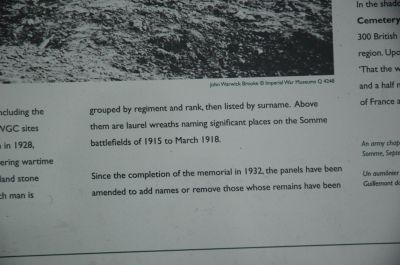 John Warwick Brooke © Imperial War Museums Q 4248
ncluding the
WGC sites
in 1928,
ering wartime
land stone
ch man is
grouped by regiment and rank, then listed by surname. Above
them are laurel wreaths naming significant places on the Somme
battlefields of 1915 to March 1918.
Since the completion of the memorial in 1932, the panels have been
amended to add names or remove those whose remains have been
In the shado
Cemetery
300 British
region. Upo
'That the w
and a half m
of France a
An army chap
Somme, Septe
Un aumônier
Guillemont da